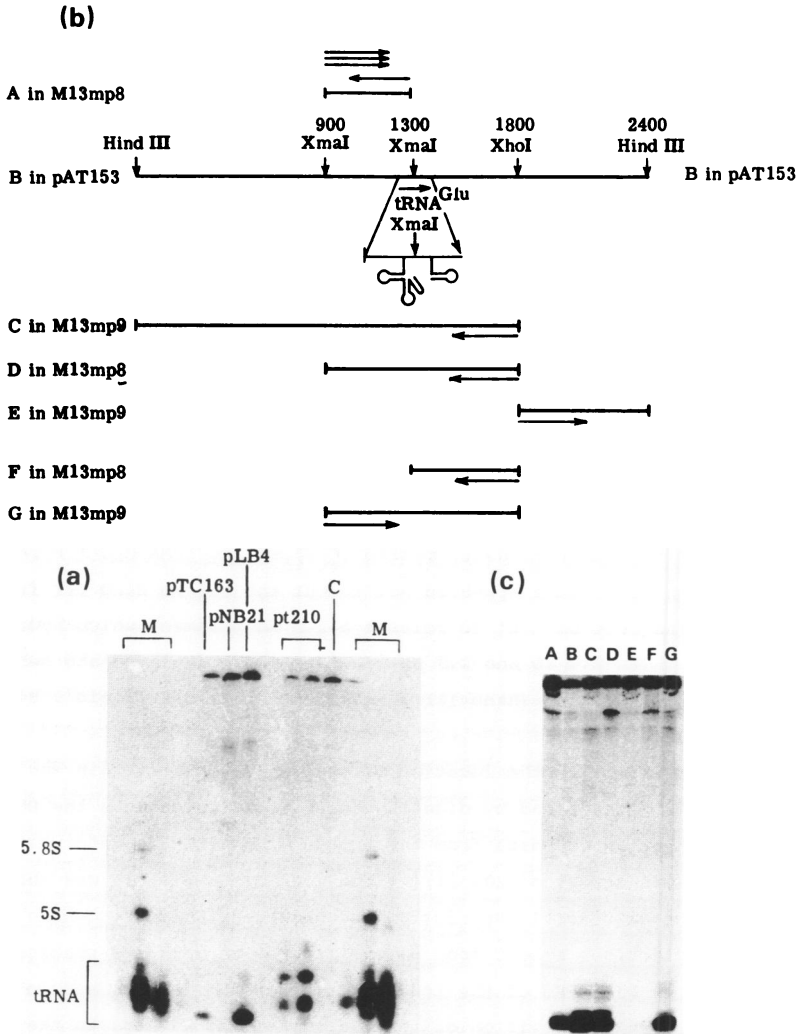 (b)
A in M13mp8
900 1300 1800 2400
Hind III XmaI XmaI XhoI Hind III
B in pAT153 B in pAT153
tRNA Glu
XmaI
C in M13mp9
D in M13mp8
E in M13mp9
F in M13mp8
G in M13mp9
(a) (c)
pLB4
pTC163 C
pNB21 pt210
M M
A B C D E F G
5.8S
5S
tRNA